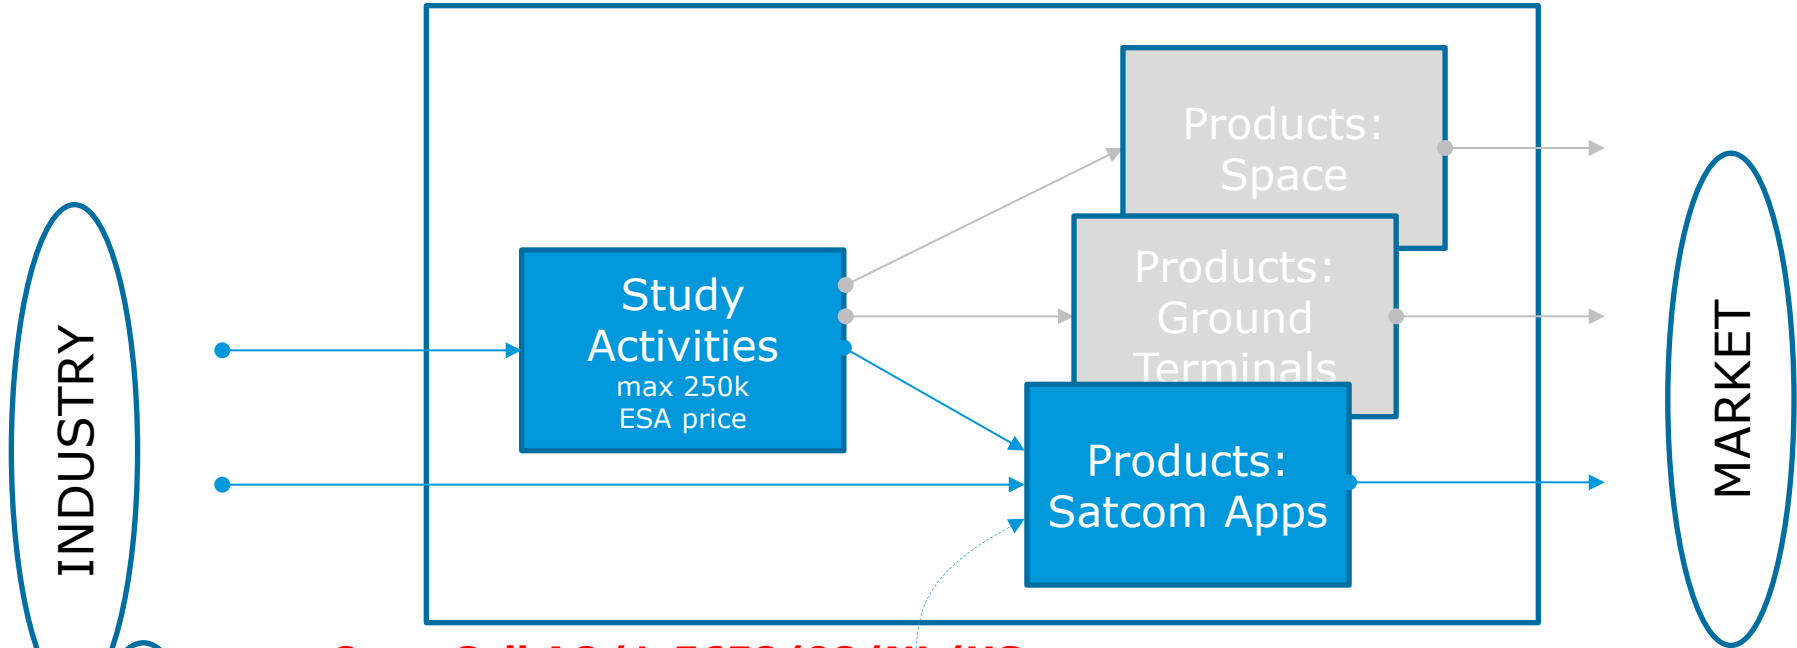 Products:
Space
Products:
Ground
Terminals
Study
Activities
max 250k
ESA price
INDUSTRY
MARKET
Products:
Satcom Apps